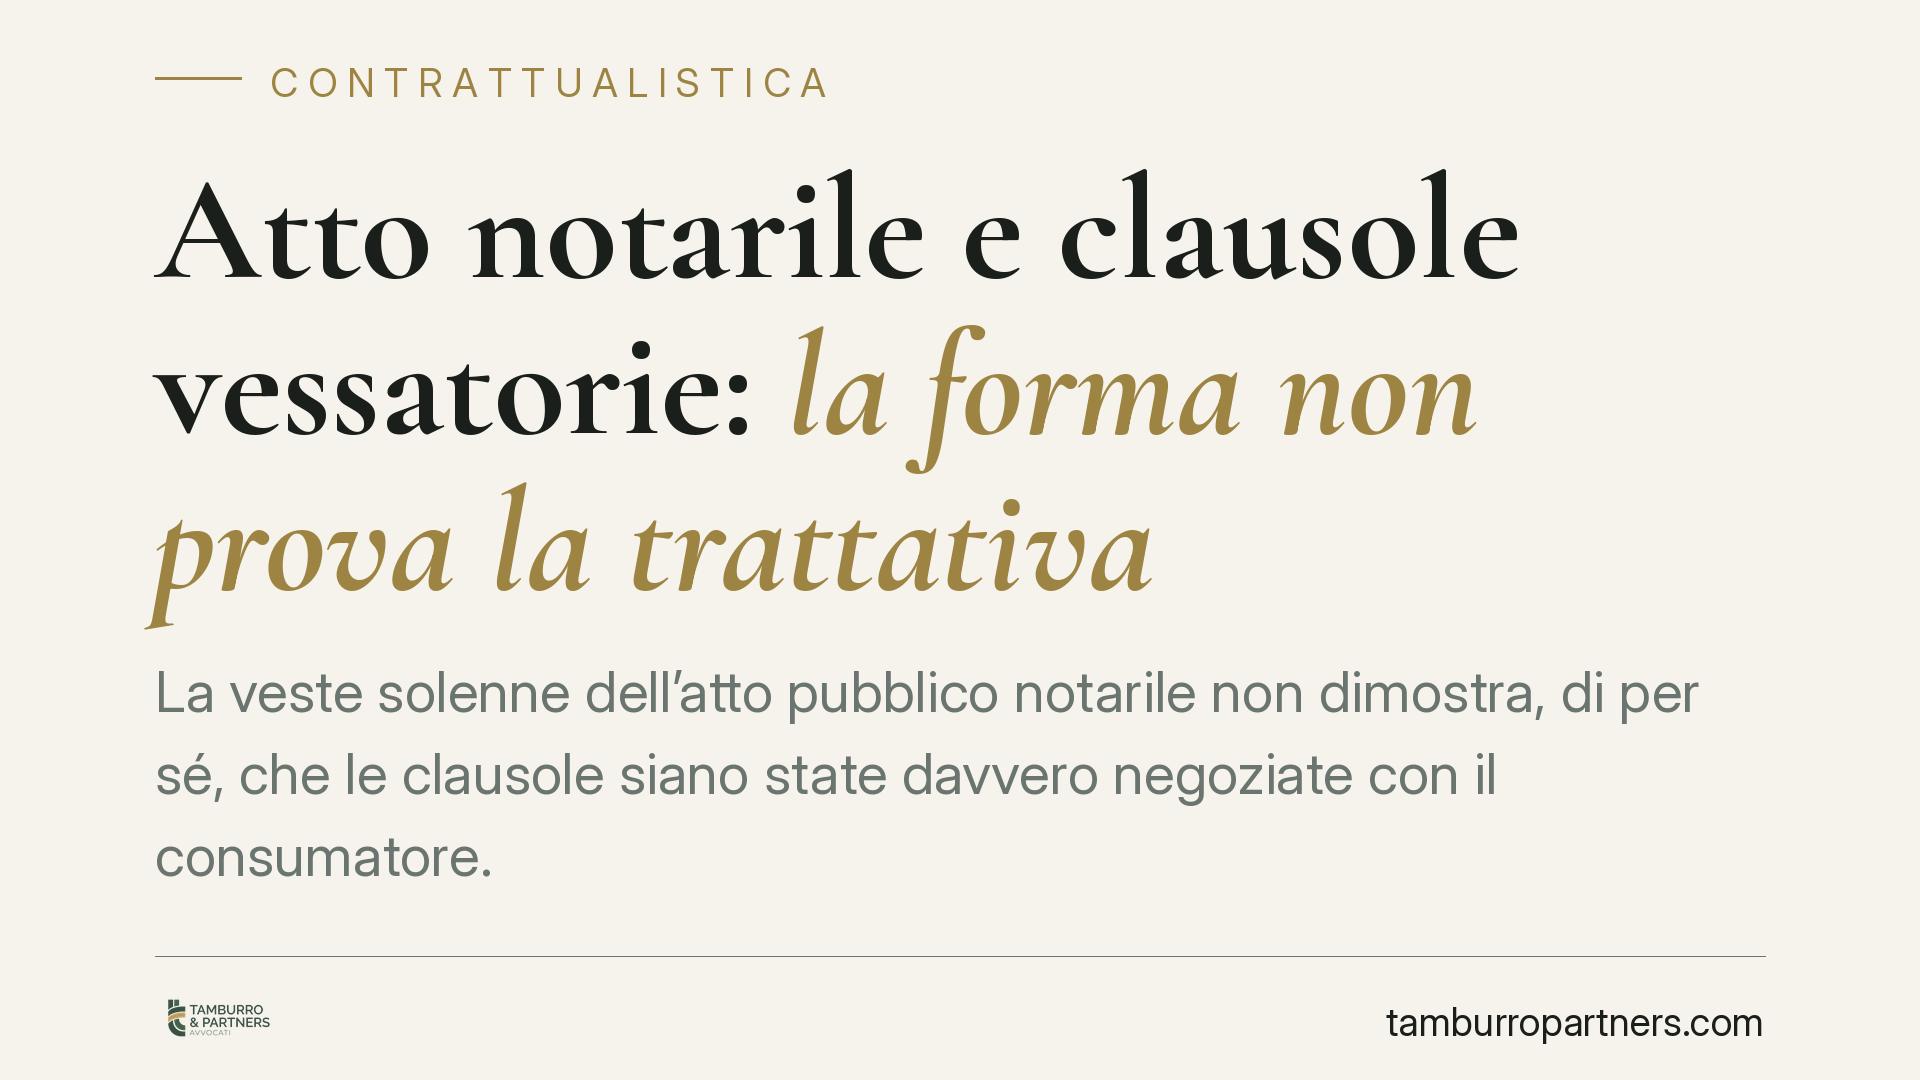 CONTRATTUALISTICA
Atto notarile e clausole
vessatorie: la forma non
prova la trattativa
La veste solenne dell’atto pubblico notarile non dimostra, di per
sé, che le clausole siano state davvero negoziate con il
consumatore.
TAMBURRO
& PARTNERS
AVVOCATI
tamburropartners.com